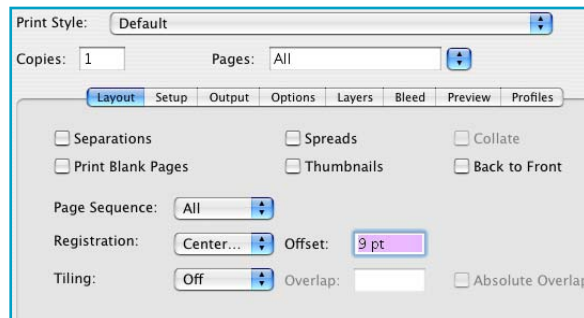 Print Style: Default
Copies: 1 Pages: All
Layout Setup Output Options Layers Bleed Preview Profiles
Separations Spreads Collate
Print Blank Pages Thumbnails Back to Front
Page Sequence: All
Registration: Center... Offset: 9 pt
Tiling: Off Overlap: Absolute Overlap